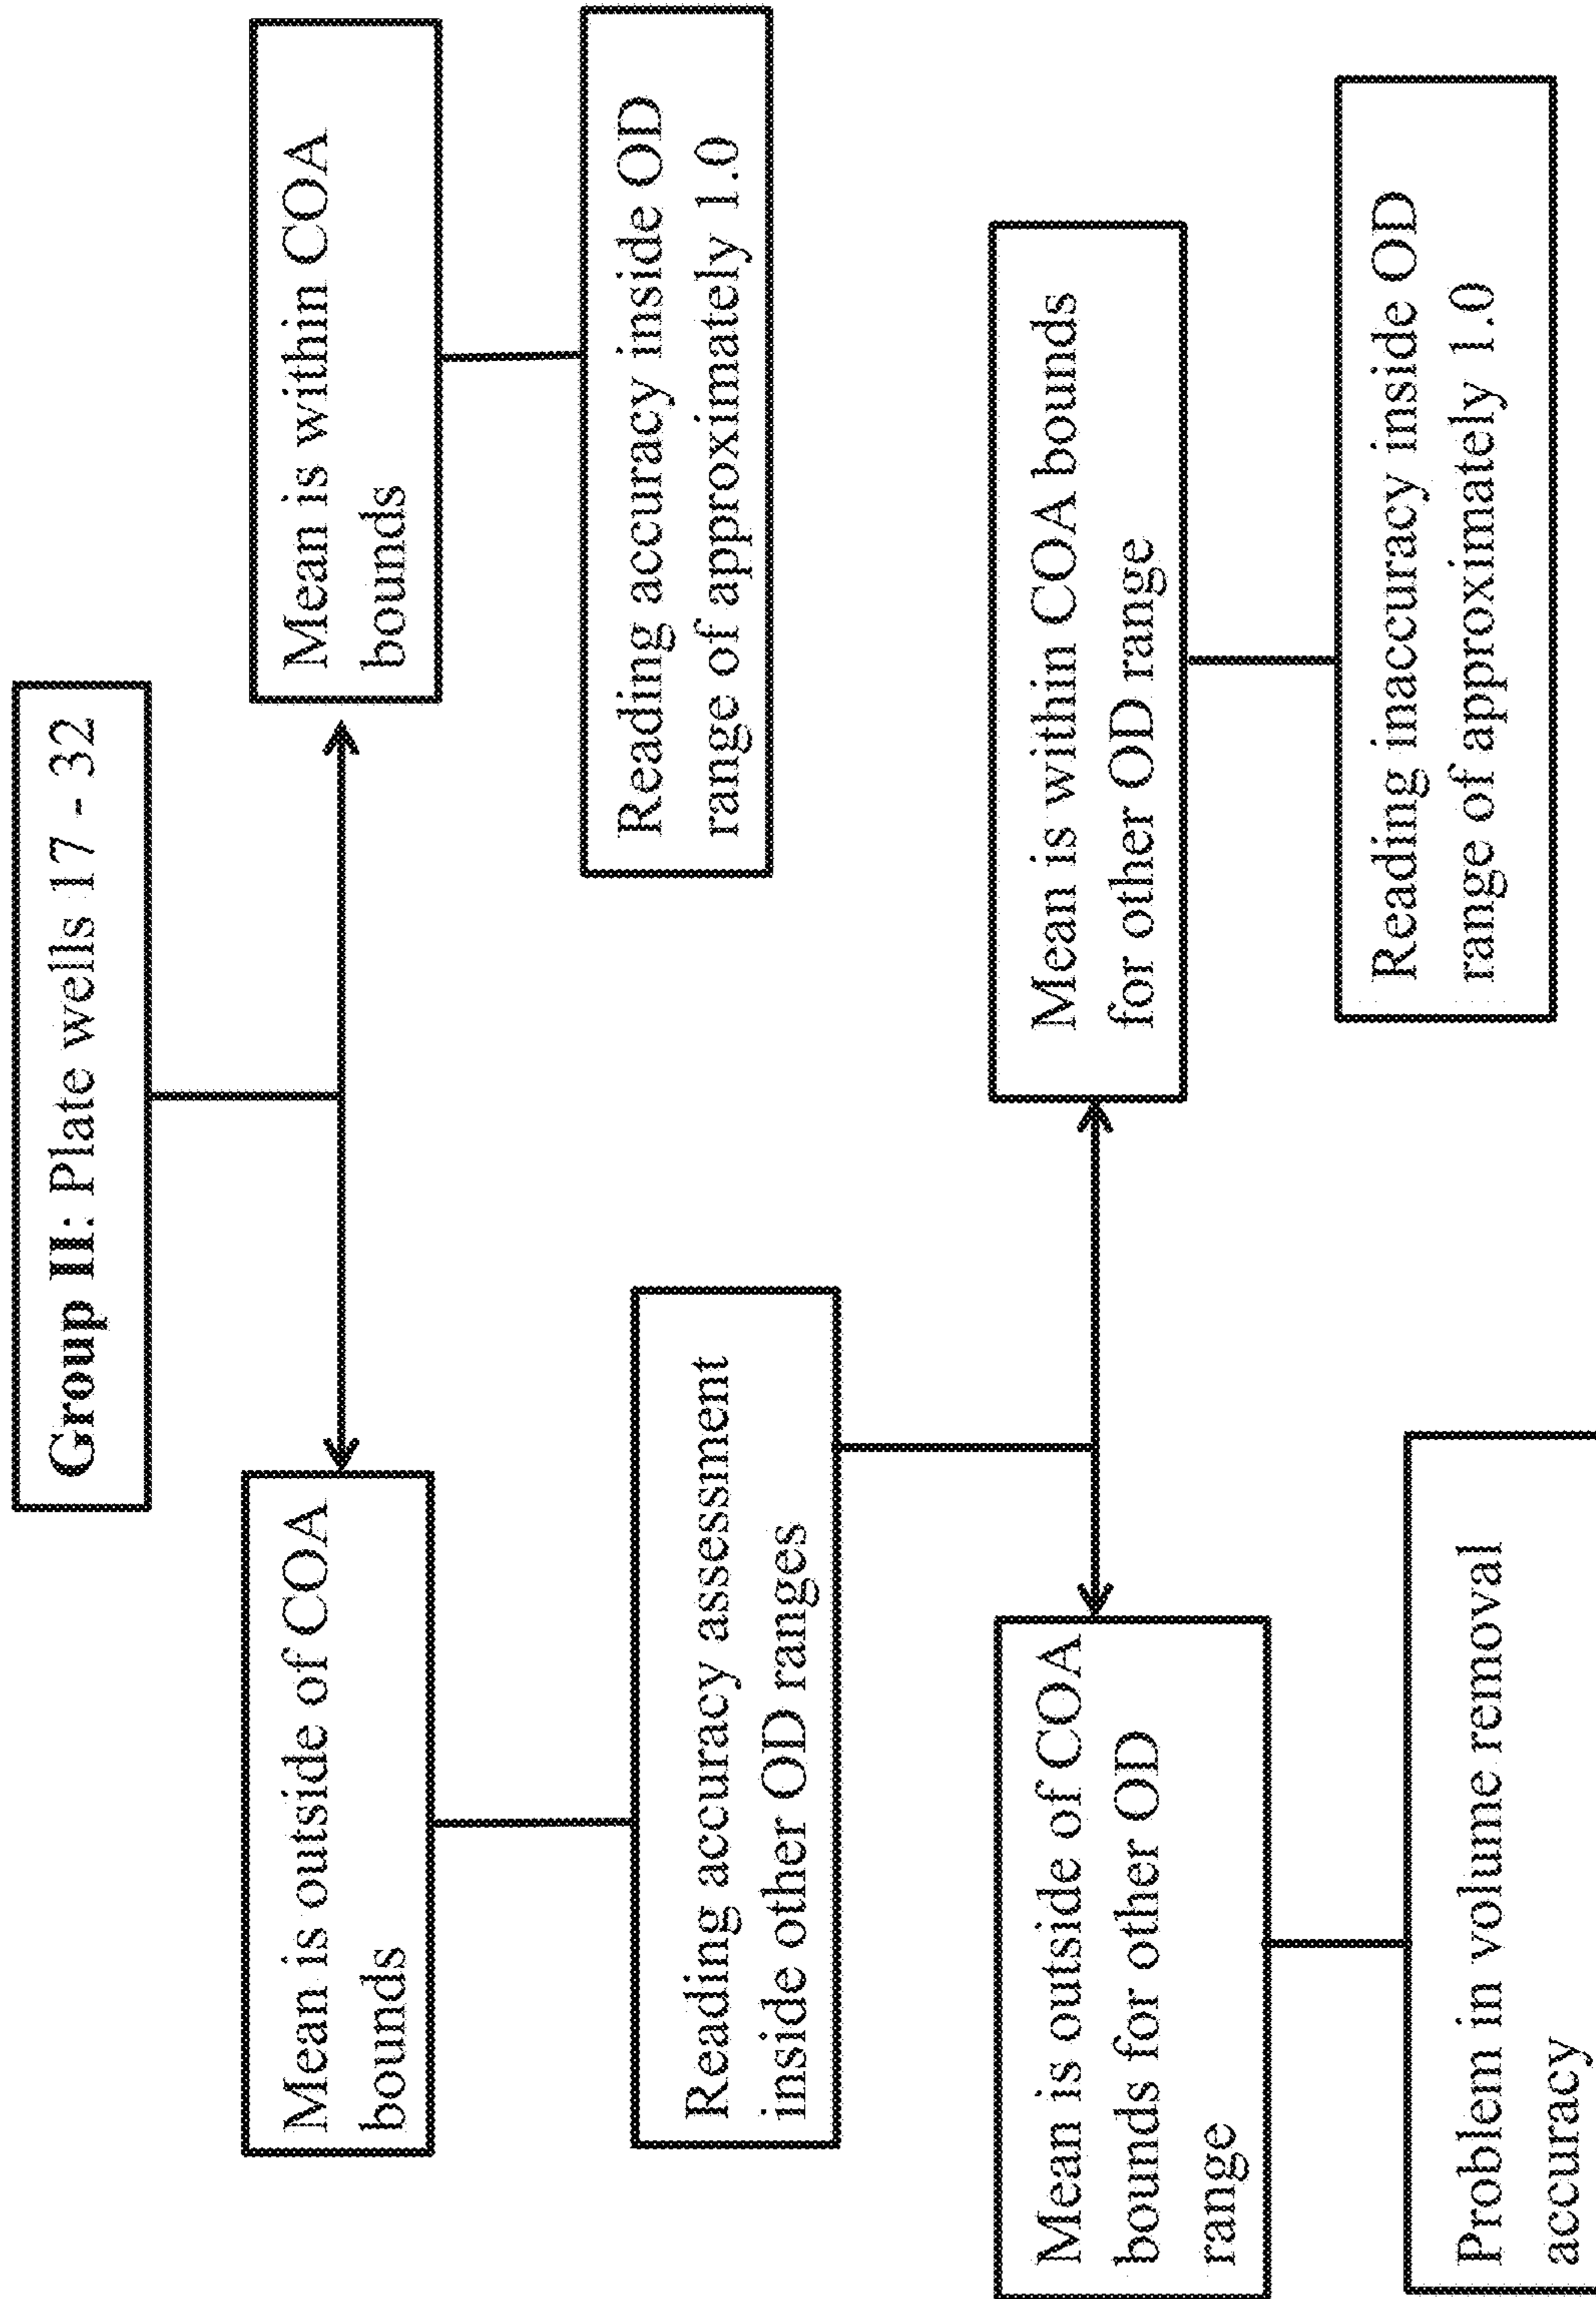 Group II: Plate wells 17 - 32
Mean is outside of COA
bounds
Mean is within COA
bounds
Reading accuracy assessment
inside other OD ranges
Reading accuracy inside OD
range of approximately 1.0
Mean is outside of COA
bounds for other OD
range
Mean is within COA bounds
for other OD range
Problem in volume removal
accuracy
Reading inaccuracy inside OD
range of approximately 1.0